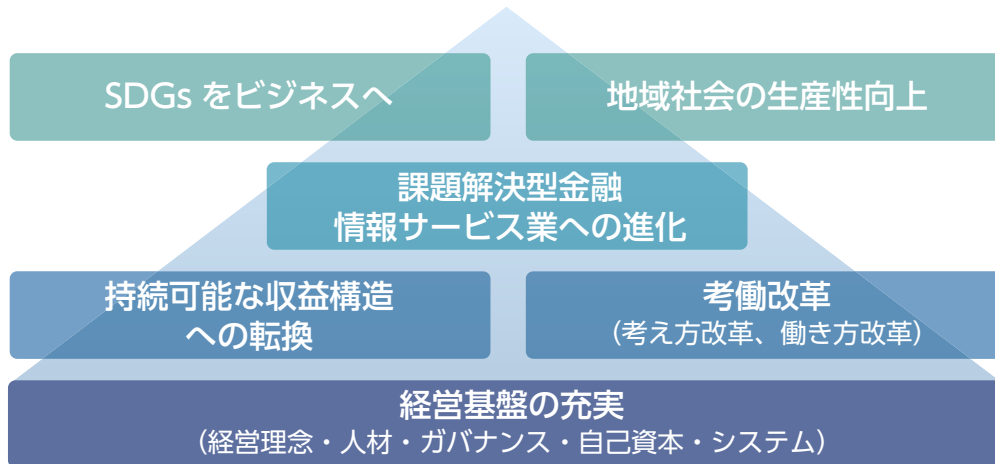 SDGs をビジネスへ
地域社会の生産性向上
課題解決型金融
情報サービス業への進化
持続可能な収益構造
への転換
考働改革
（考え方改革、働き方改革）
経営基盤の充実
（経営理念・人材・ガバナンス・自己資本・システム）